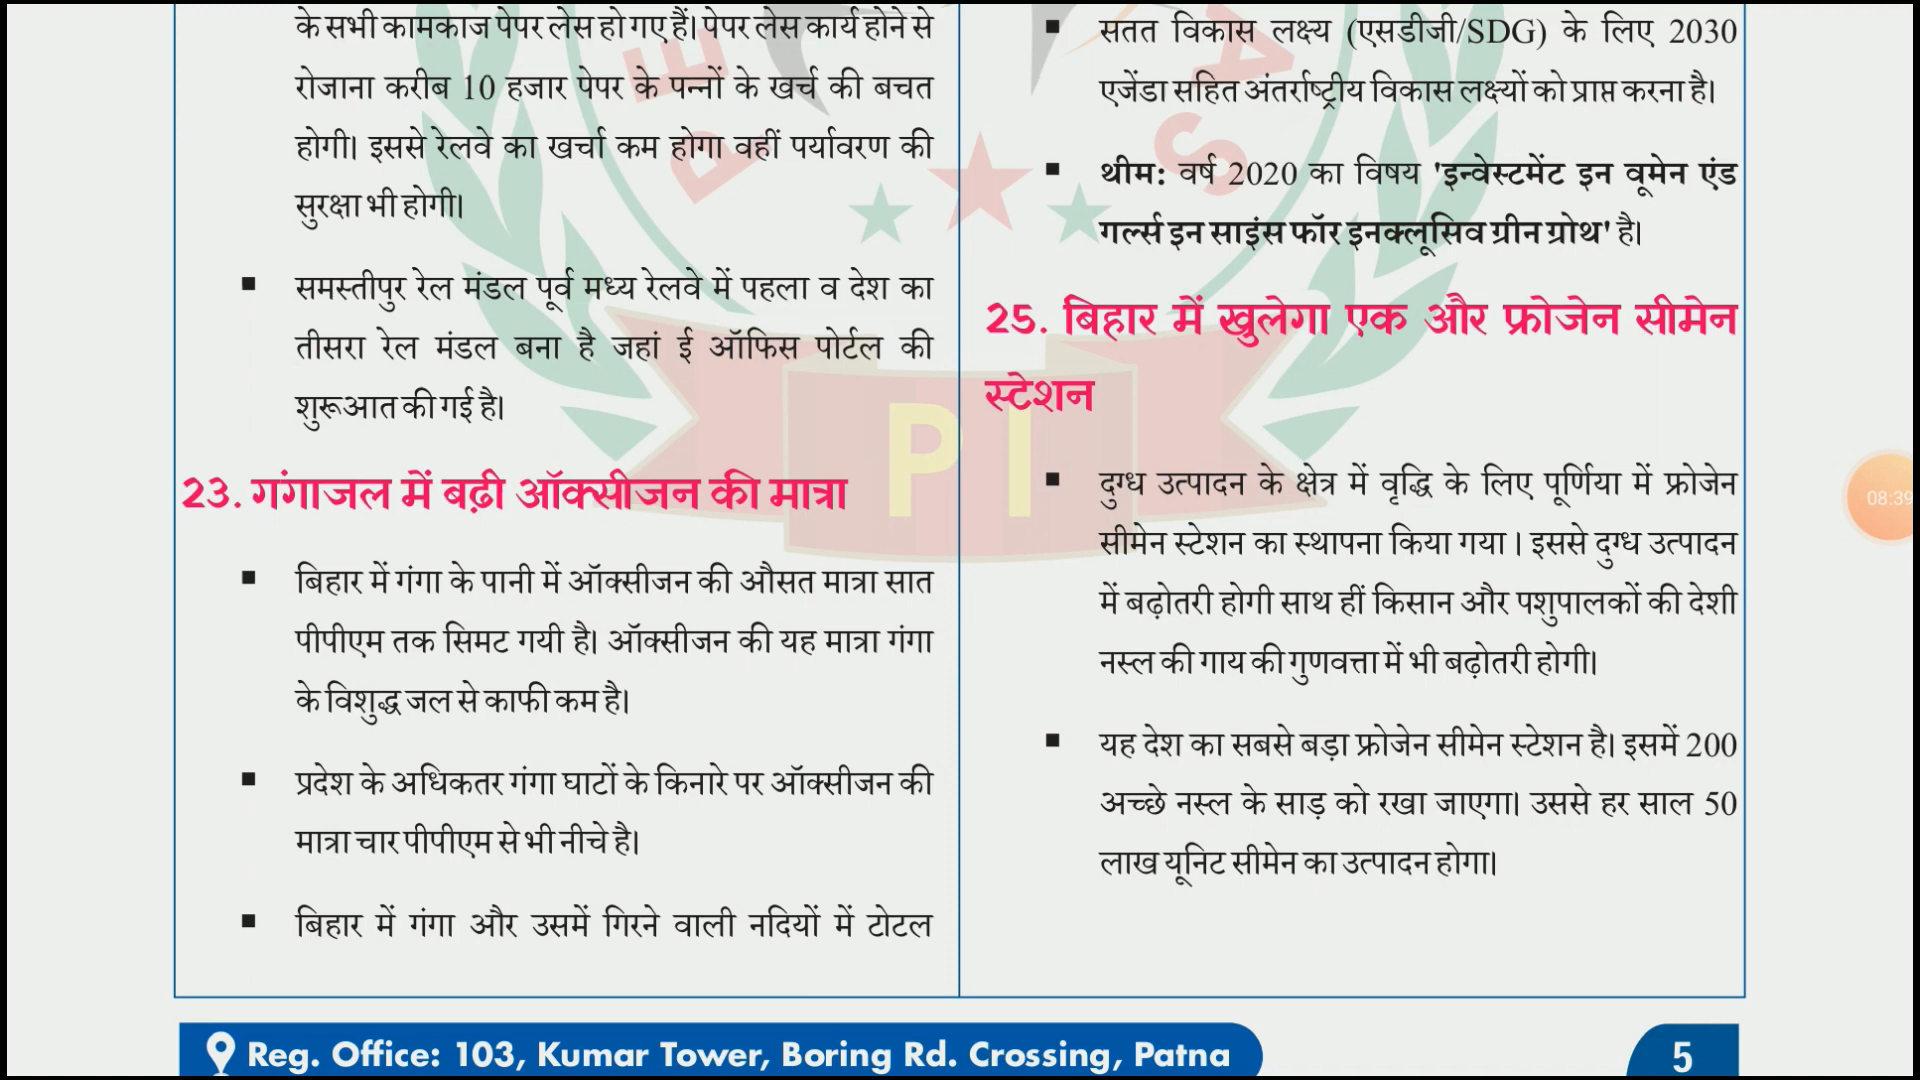 के सभी कामकाज पेपर लेस हो गए हैं। पेपर लेस कार्य होने से
रोजाना करीब 10 हजार पेपर के पन्नों के खर्च की बचत
होगी। इससे रेलवे का खर्चा कम होगा वहीं पर्यावरण की
सुरक्षा भी होगी।
▪ समस्तीपुर रेल मंडल पूर्व मध्य रेलवे में पहला व देश का
तीसरा रेल मंडल बना है जहां ई ऑफिस पोर्टल की
शुरूआत की गई है।
23. गंगाजल में बढ़ी ऑक्सीजन की मात्रा
▪ बिहार में गंगा के पानी में ऑक्सीजन की औसत मात्रा सात
पीपीएम तक सिमट गयी है। ऑक्सीजन की यह मात्रा गंगा
के विशुद्ध जल से काफी कम है।
▪ प्रदेश के अधिकतर गंगा घाटों के किनारे पर ऑक्सीजन की
मात्रा चार पीपीएम से भी नीचे है।
▪ बिहार में गंगा और उसमें गिरने वाली नदियों में टोटल
▪ सतत विकास लक्ष्य (एसडीजी/SDG) के लिए 2030
एजेंडा सहित अंतर्राष्ट्रीय विकास लक्ष्यों को प्राप्त करना है।
▪ थीम: वर्ष 2020 का विषय 'इन्वेस्टमेंट इन वूमेन एंड
गर्ल्स इन साइंस फॉर इनक्लूसिव ग्रीन ग्रोथ' है।
25. बिहार में खुलेगा एक और फ्रोजेन सीमेन
स्टेशन
▪ दुग्ध उत्पादन के क्षेत्र में वृद्धि के लिए पूर्णिया में फ्रोजेन
सीमेन स्टेशन का स्थापना किया गया। इससे दुग्ध उत्पादन
में बढ़ोतरी होगी साथ हीं किसान और पशुपालकों की देशी
नस्ल की गाय की गुणवत्ता में भी बढ़ोतरी होगी।
▪ यह देश का सबसे बड़ा फ्रोजेन सीमेन स्टेशन है। इसमें 200
अच्छे नस्ल के साड़ को रखा जाएगा। उससे हर साल 50
लाख यूनिट सीमेन का उत्पादन होगा।
PI
08:39
Reg. Office: 103, Kumar Tower, Boring Rd. Crossing, Patna
5